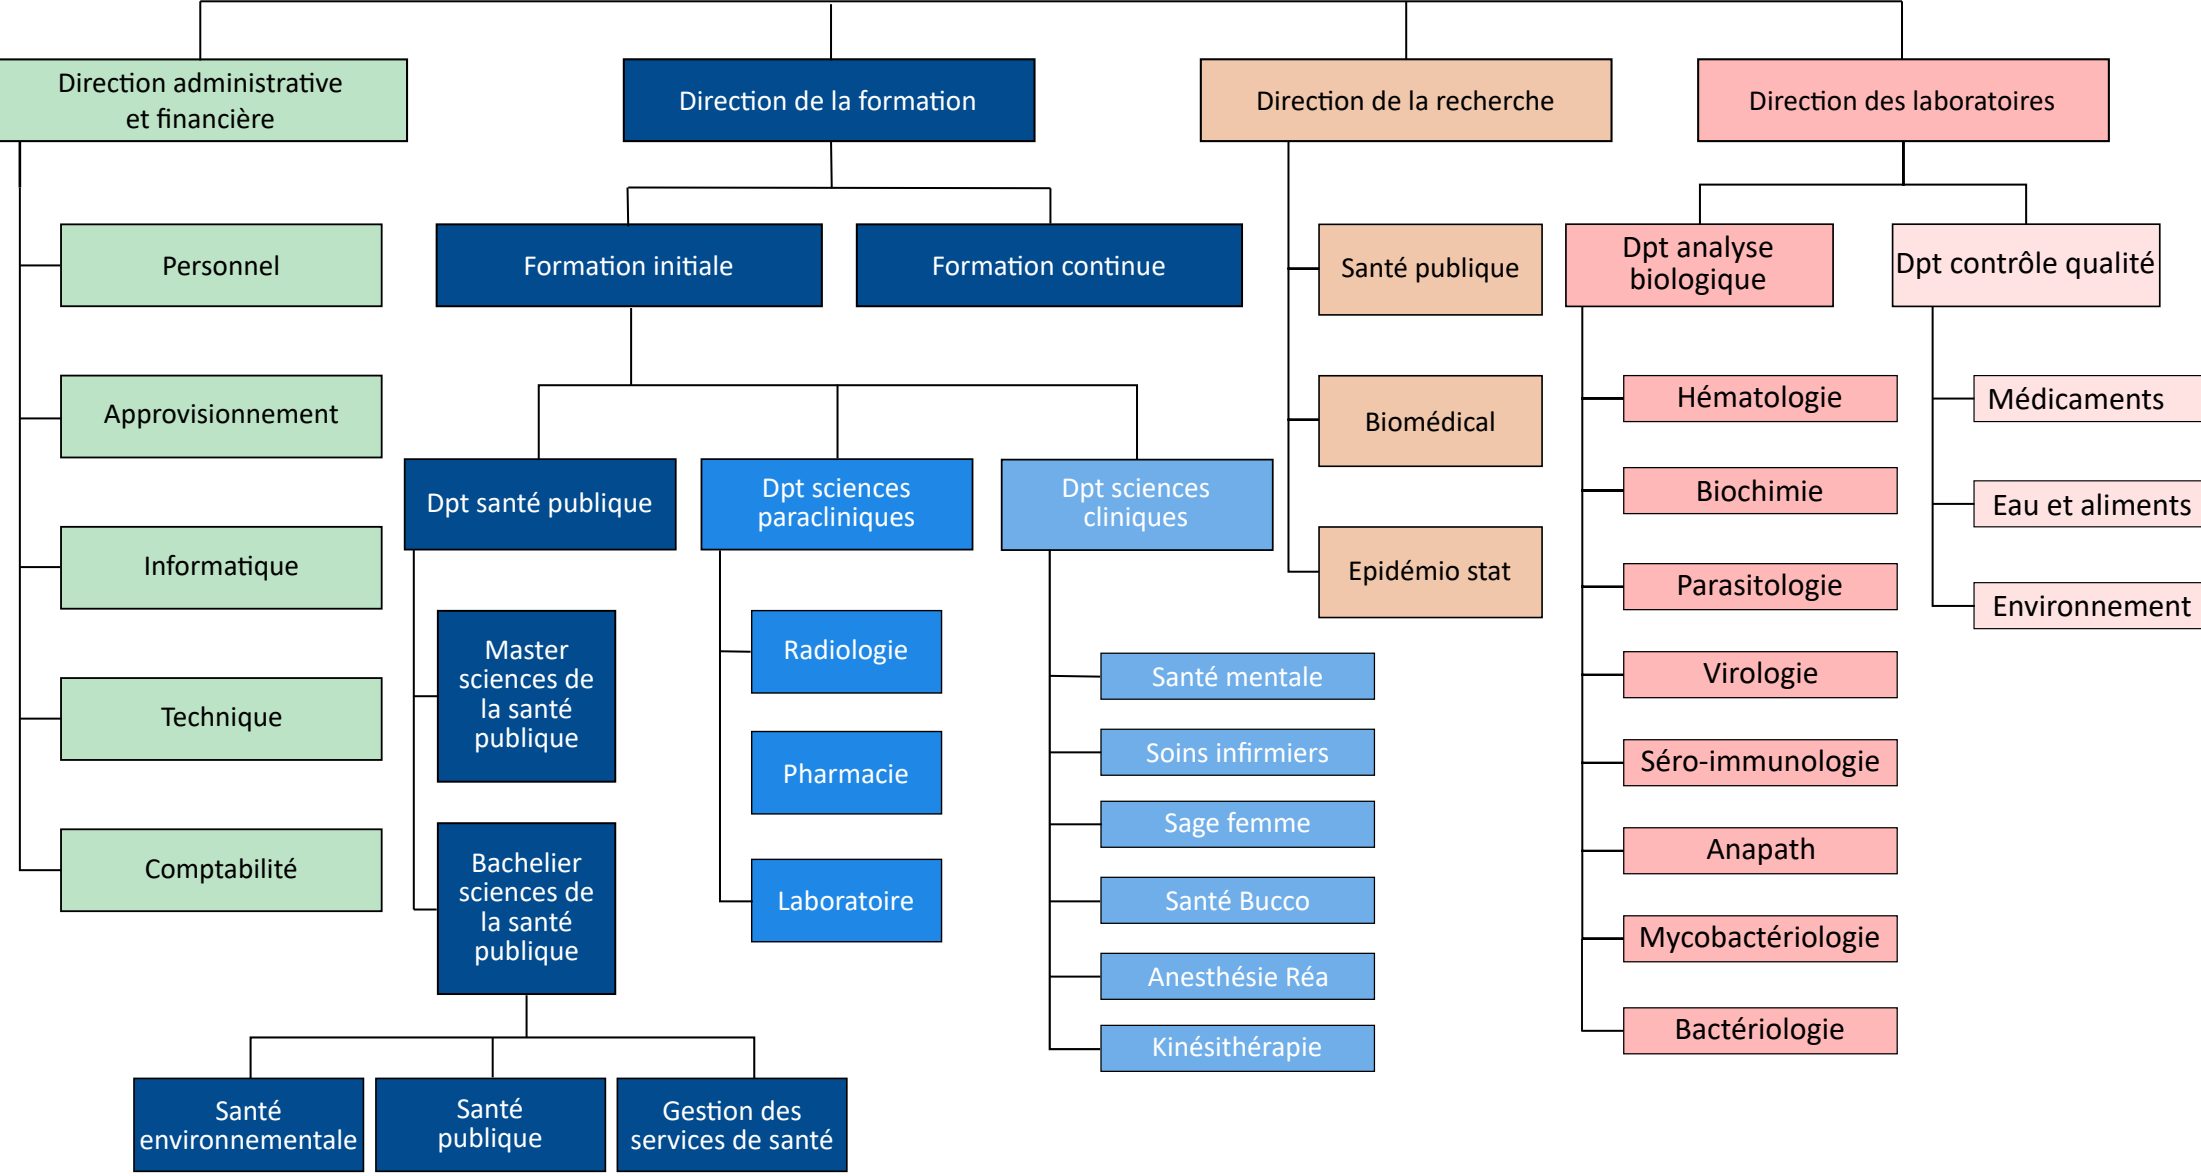 Direction administrative
et financière
Direction de la formation
Direction de la recherche
Direction des laboratoires
Personnel
Approvisionnement
Informatique
Technique
Comptabilité
Formation initiale
Formation continue
Dpt santé publique
Dpt sciences
paracliniques
Dpt sciences
cliniques
Master
sciences de
la santé
publique
Bachelier
sciences de
la santé
publique
Santé
environnementale
Santé
publique
Gestion des
services de santé
Radiologie
Pharmacie
Laboratoire
Santé mentale
Soins infirmiers
Sage femme
Santé Bucco
Anesthésie Réa
Kinésithérapie
Santé publique
Biomédical
Epidémio stat
Dpt analyse
biologique
Dpt contrôle qualité
Hématologie
Biochimie
Parasitologie
Virologie
Séro-immunologie
Anapath
Mycobactériologie
Bactériologie
Médicaments
Eau et aliments
Environnement